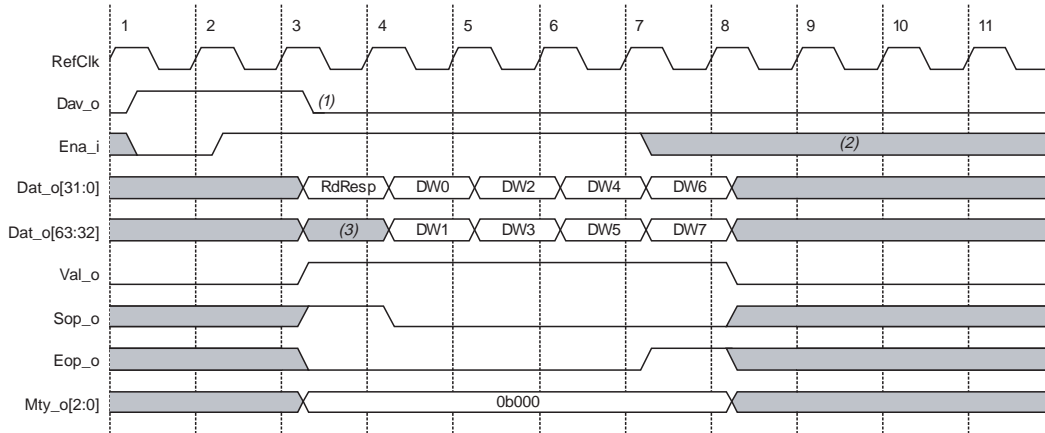 1 2 3 4 5 6 7 8 9 10 11
RefClk
Dav_o (1)
Ena_i (2)
Dat_o[31:0] RdResp DW0 DW2 DW4 DW6
Dat_o[63:32] (3) DW1 DW3 DW5 DW7
Val_o
Sop_o
Eop_o
Mty_o[2:0] 0b000